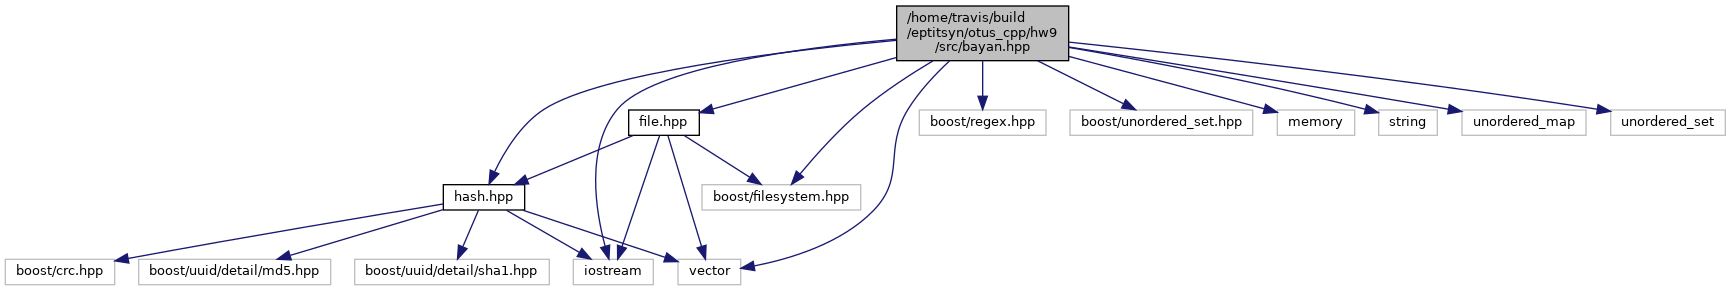 /home/travis/build
/eptitsyn/otus_cpp/hw9
/src/bayan.hpp
file.hpp
boost/regex.hpp
boost/unordered_set.hpp
memory
string
unordered_map
unordered_set
hash.hpp
boost/filesystem.hpp
boost/crc.hpp
boost/uuid/detail/md5.hpp
boost/uuid/detail/sha1.hpp
iostream
vector